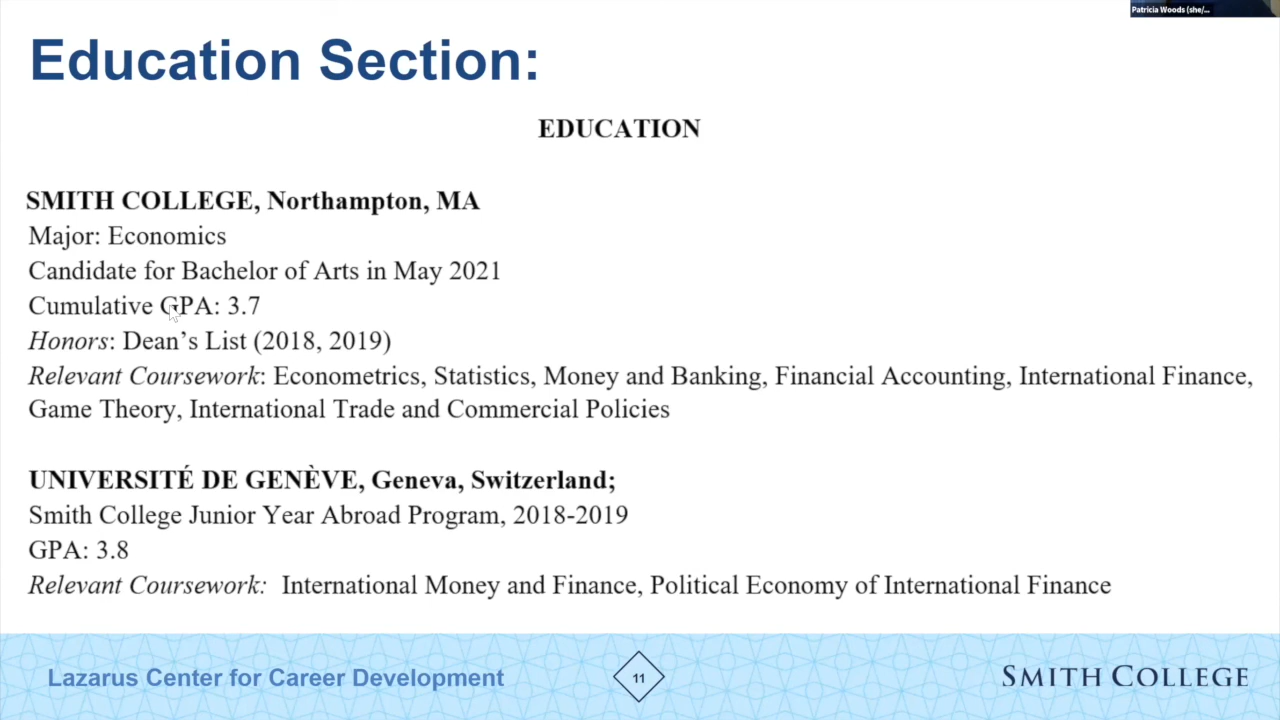 Patricia Woods (she/...
Education Section:
EDUCATION
SMITH COLLEGE, Northampton, MA
Major: Economics
Candidate for Bachelor of Arts in May 2021
Cumulative GPA: 3.7
Honors: Dean’s List (2018, 2019)
Relevant Coursework: Econometrics, Statistics, Money and Banking, Financial Accounting, International Finance,
Game Theory, International Trade and Commercial Policies
UNIVERSITÉ DE GENÈVE, Geneva, Switzerland;
Smith College Junior Year Abroad Program, 2018-2019
GPA: 3.8
Relevant Coursework: International Money and Finance, Political Economy of International Finance
Lazarus Center for Career Development
11
SMITH COLLEGE